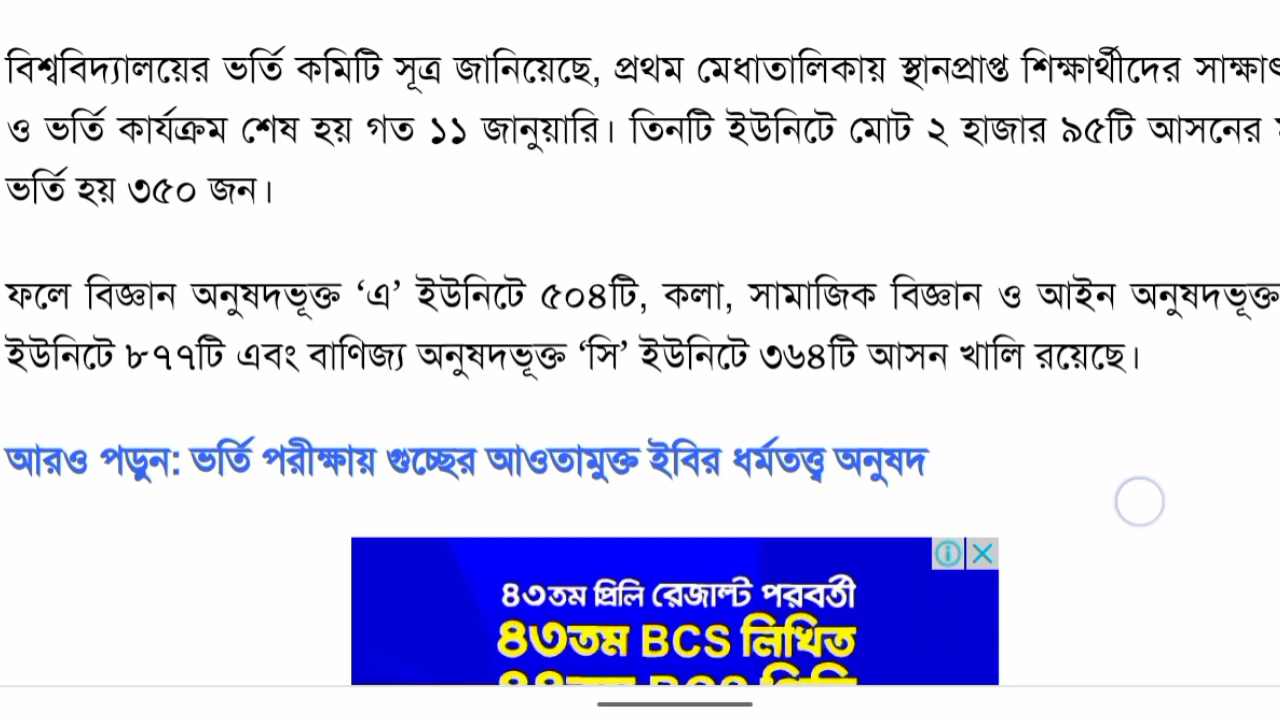 বিশ্ববিদ্যালয়ের ভর্তি কমিটি সূত্র জানিয়েছে, প্রথম মেধাতালিকায় স্থানপ্রাপ্ত শিক্ষার্থীদের
ও ভর্তি কার্যক্রম শেষ হয় গত ১১ জানুয়ারি। তিনটি ইউনিটে মোট ২ হাজার ৯৫টি আসনের
ভর্তি হয় ৩৫০ জন।
ফলে বিজ্ঞান অনুষদভূক্ত ‘এ’ ইউনিটে ৫০৪টি, কলা, সামাজিক বিজ্ঞান ও আইন অনুষদভূক্ত
ইউনিটে ৮৭৭টি এবং বাণিজ্য অনুষদভূক্ত ‘সি’ ইউনিটে ৩৬৪টি আসন খালি রয়েছে।
আরও পড়ুন: ভর্তি পরীক্ষায় গুচ্ছের আওতামুক্ত ইবির ধর্মতত্ত্ব অনুষদ
৪৩তম প্রিলি রেজাল্ট পরবর্তী
৪৩তম BCS লিখিত